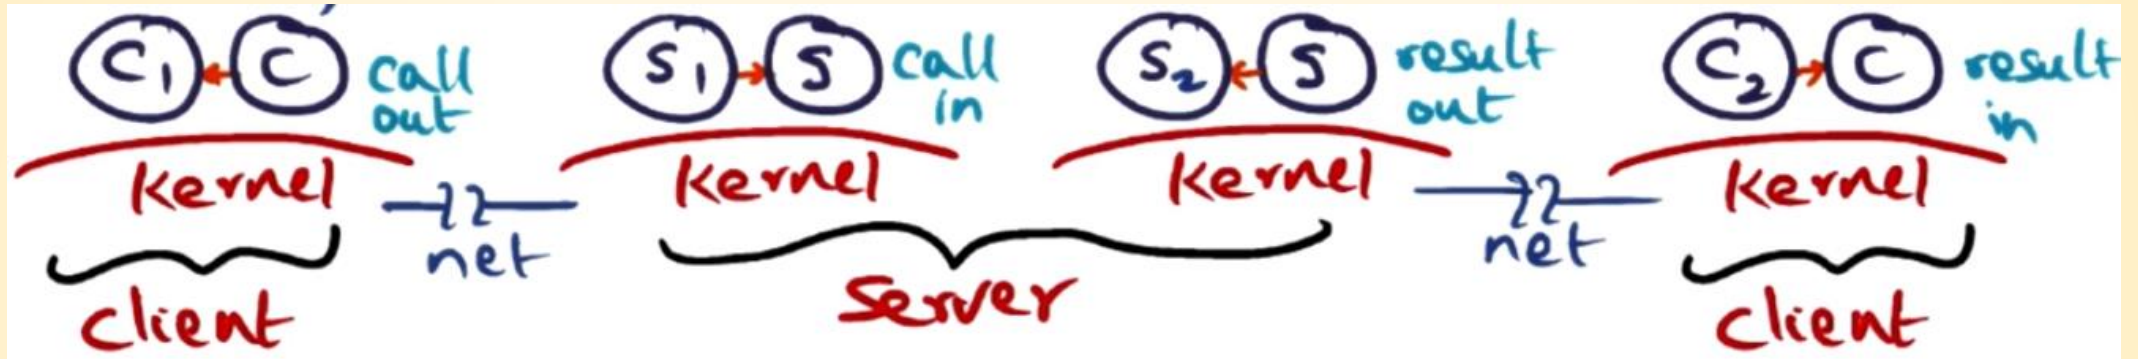 C1 C call out
S1 S call in
S2 S result out
C2 C result in
Kernel
net
Kernel
Kernel
net
Kernel
client
Server
client